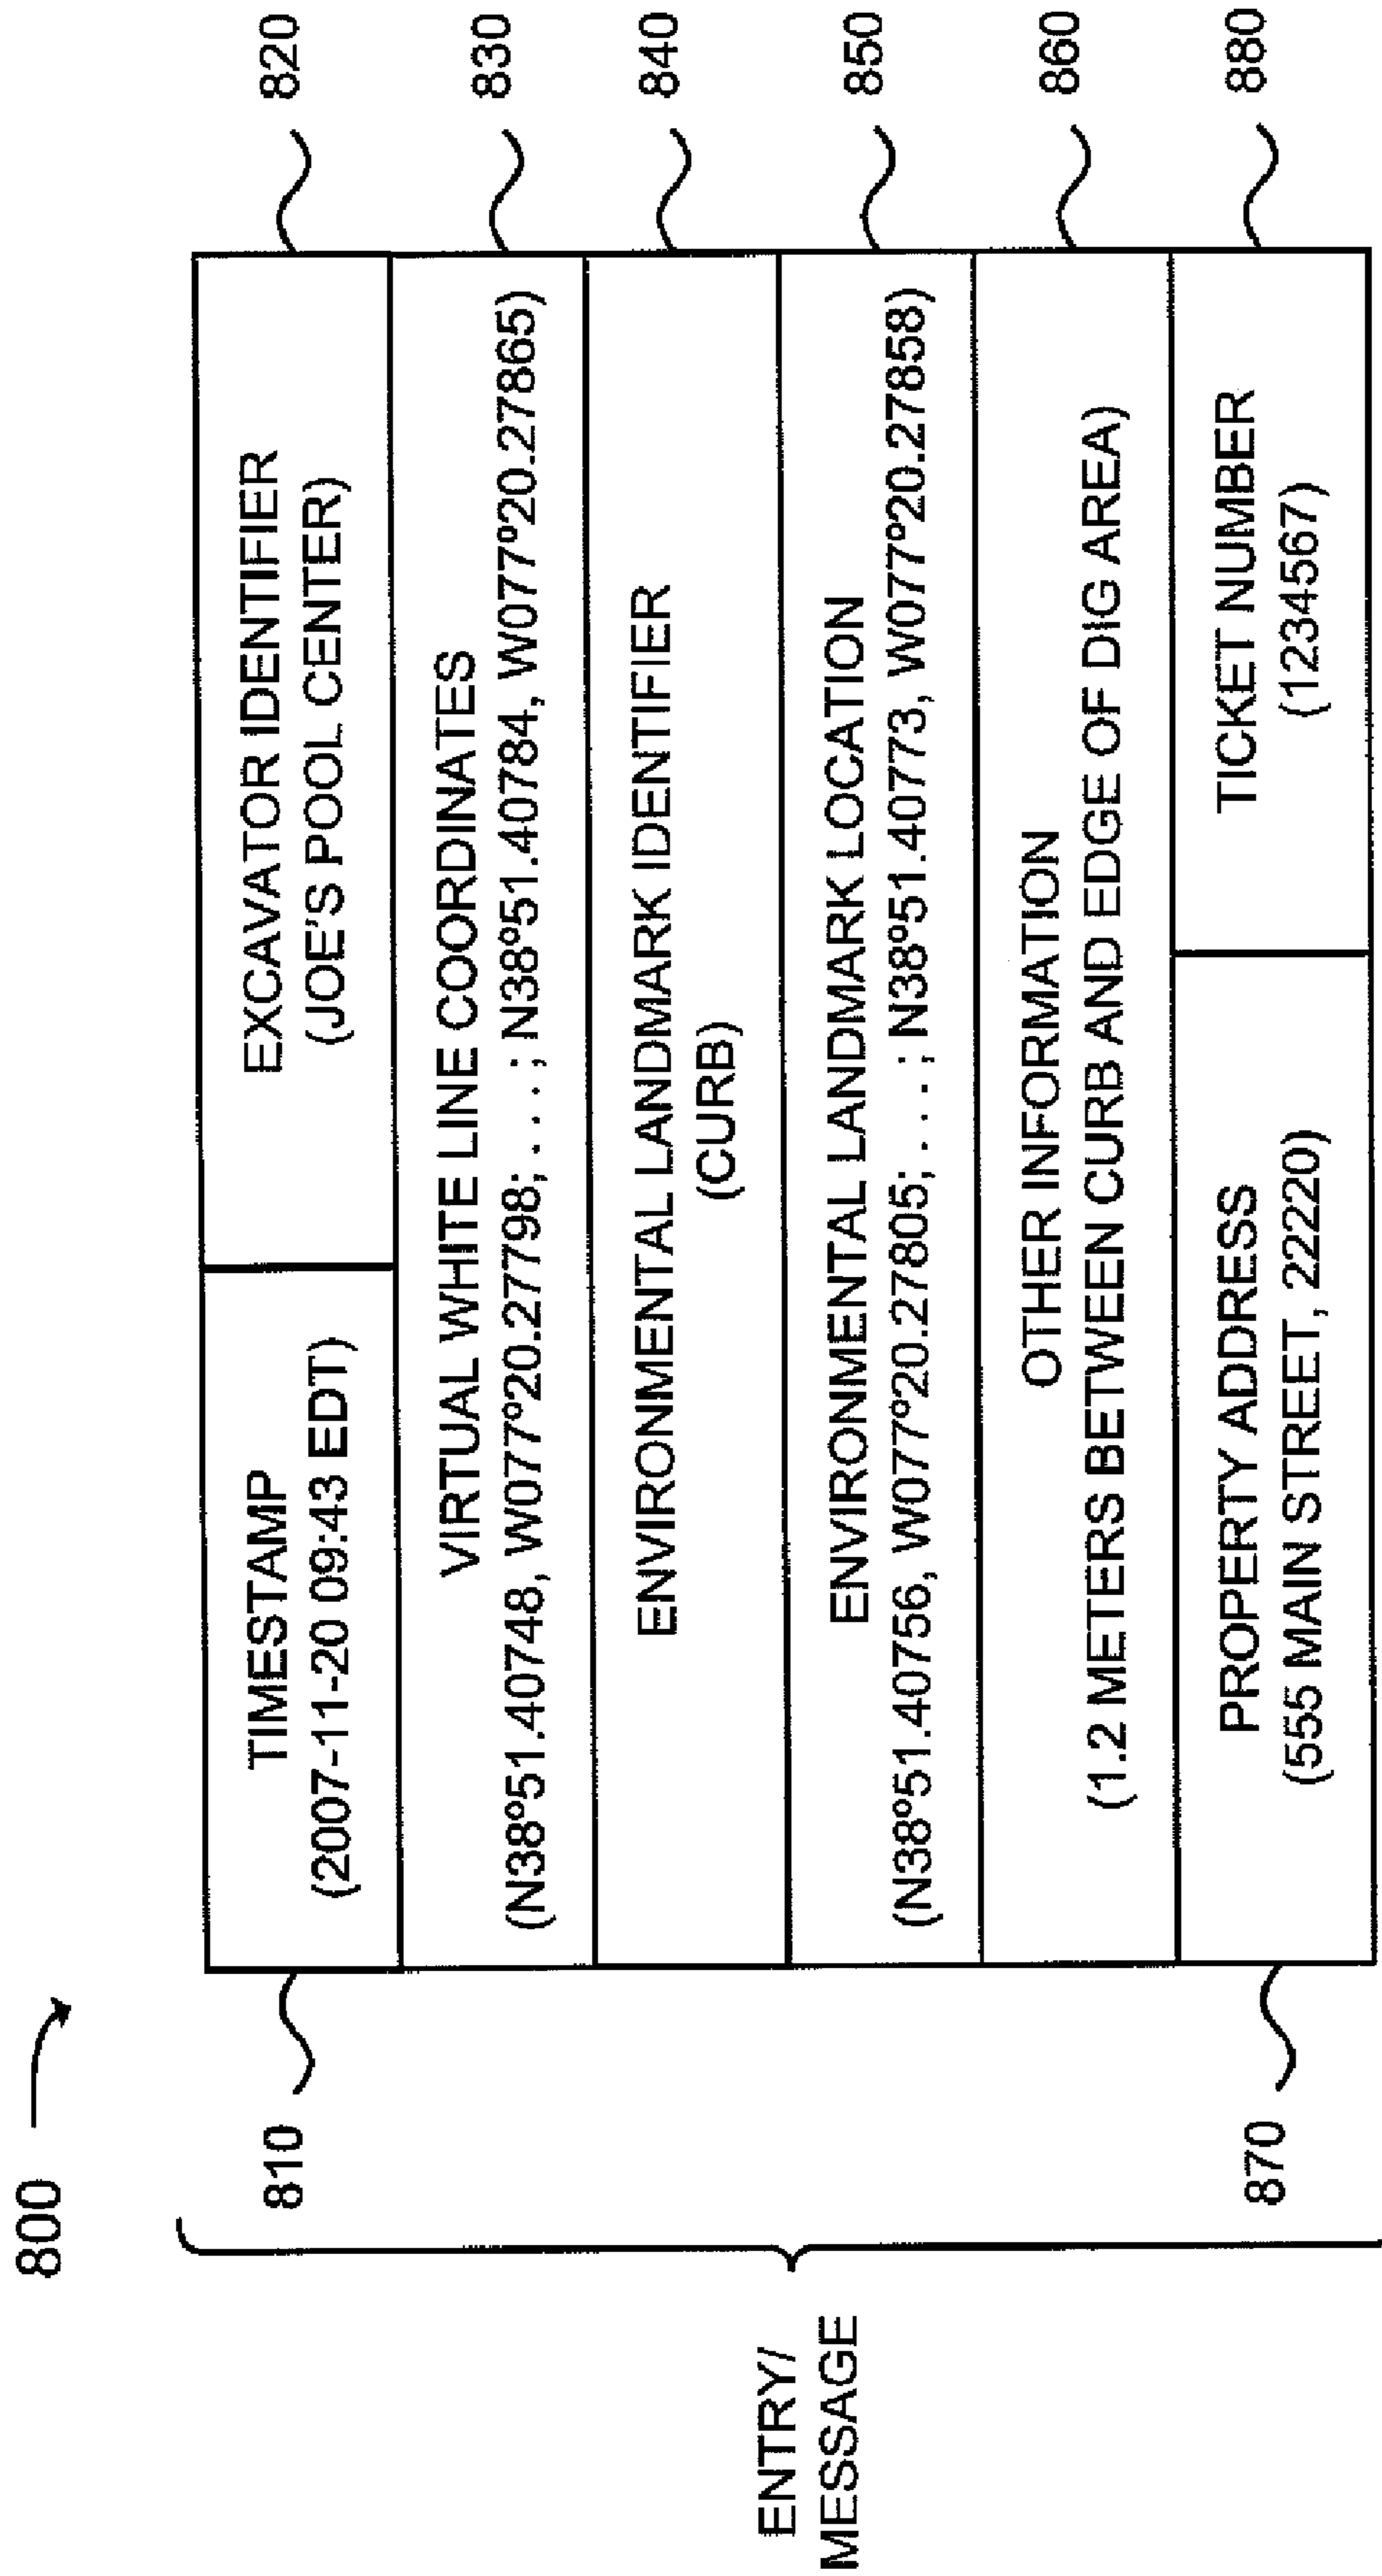 800
ENTRY/
MESSAGE
810
TIMESTAMP
(2007-11-20 09:43 EDT)
EXCAVATOR IDENTIFIER
(JOE'S POOL CENTER)
820
VIRTUAL WHITE LINE COORDINATES
(N38°51.40748, W077°20.27798; . . . ; N38°51.40784, W077°20.27865)
830
ENVIRONMENTAL LANDMARK IDENTIFIER
(CURB)
840
ENVIRONMENTAL LANDMARK LOCATION
(N38°51.40756, W077°20.27805; . . . ; N38°51.40773, W077°20.27858)
850
OTHER INFORMATION
(1.2 METERS BETWEEN CURB AND EDGE OF DIG AREA)
860
870
PROPERTY ADDRESS
(555 MAIN STREET, 22220)
TICKET NUMBER
(1234567)
880